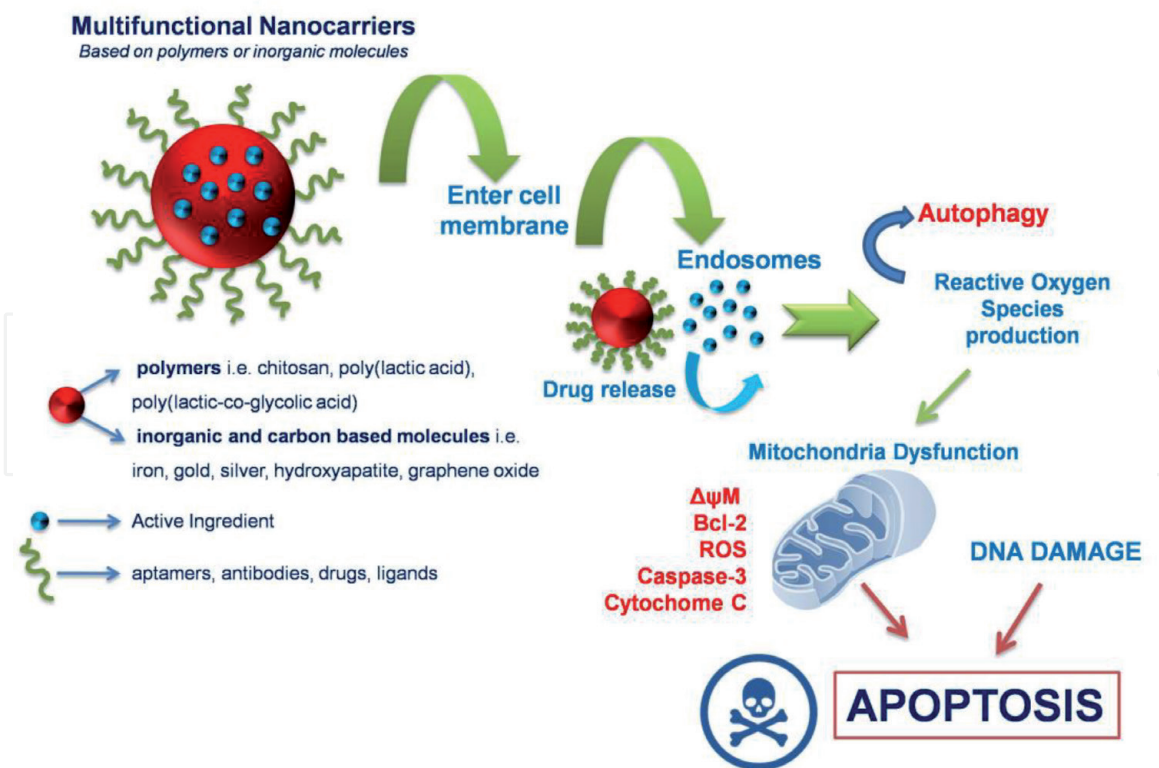 Multifunctional Nanocarriers
Based on polymers or inorganic molecules
Enter cell
membrane
Endosomes
Drug release
Autophagy
Reactive Oxygen
Species
production
polymers i.e. chitosan, poly(lactic acid),
poly(lactic-co-glycolic acid)
inorganic and carbon based molecules i.e.
iron, gold, silver, hydroxyapatite, graphene oxide
Active Ingredient
aptamers, antibodies, drugs, ligands
Mitochondria Dysfunction
ΔψM
Bcl-2
ROS
Caspase-3
Cytochome C
DNA DAMAGE
APOPTOSIS